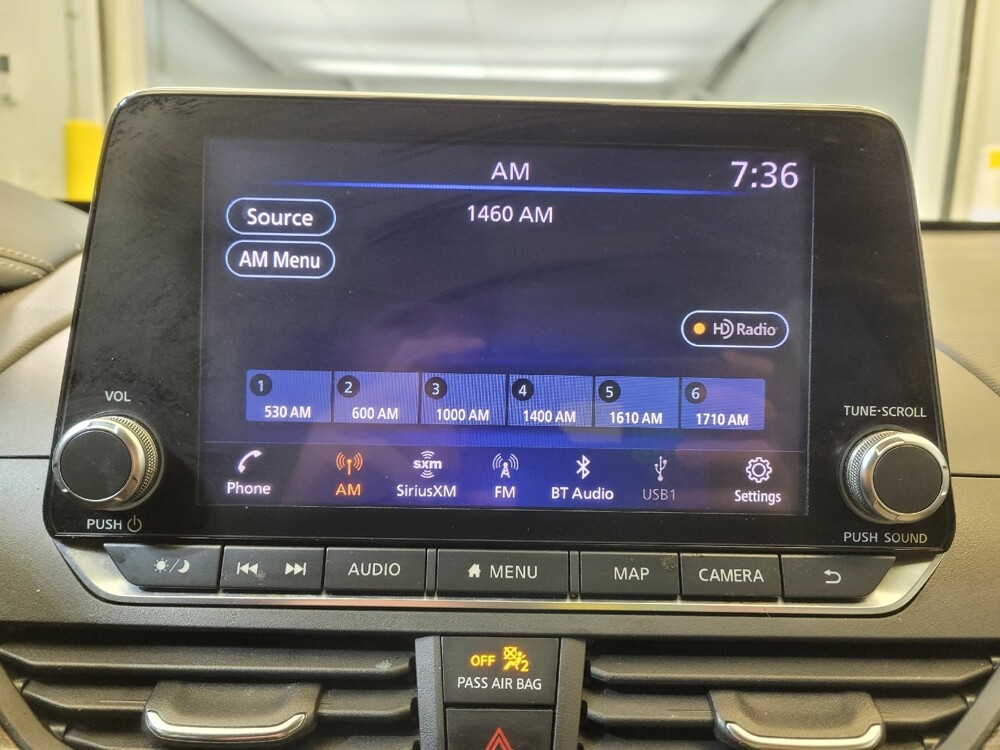 AM
7:36
Source
1460 AM
AM Menu
HD Radio
1 2 3 4 5 6
530 AM 600 AM 1000 AM 1400 AM 1610 AM 1710 AM
VOL
TUNE·SCROLL
sxm
Phone AM SiriusXM FM BT Audio USB1 Settings
PUSH
PUSH SOUND
AUDIO MENU MAP CAMERA
OFF 2
PASS AIR BAG